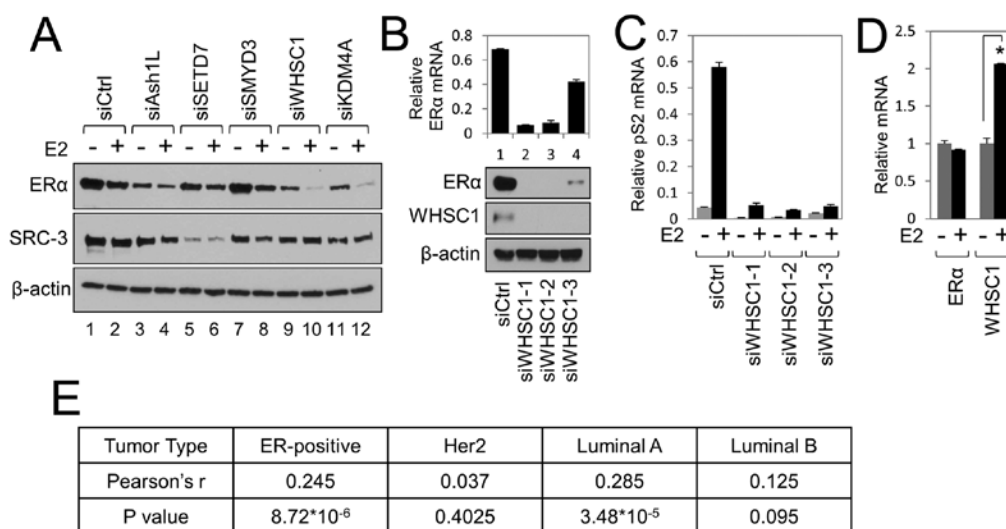 A
siCtrl siAsh1L siSETD7 siSMYD3 siWHSC1 siKDM4A
E2 - + - + - + - + - + - +
ERα
SRC-3
β-actin
1 2 3 4 5 6 7 8 9 10 11 12
B
Relative
ERα mRNA
0.8
0.6
0.4
0.2
0
1 2 3 4
ERα
WHSC1
β-actin
siCtrl
siWHSC1-1
siWHSC1-2
siWHSC1-3
C
Relative pS2 mRNA
0.7
0.6
0.5
0.4
0.3
0.2
0.1
0
E2 - + - + - + - +
siCtrl
siWHSC1-1
siWHSC1-2
siWHSC1-3
D
Relative mRNA
2.5
2
1.5
1
0.5
0
*
E2 - + - +
ERα
WHSC1
E
Tumor Type ER-positive Her2 Luminal A Luminal B
Pearson's r 0.245 0.037 0.285 0.125
P value 8.72*10⁻⁶ 0.4025 3.48*10⁻⁵ 0.095